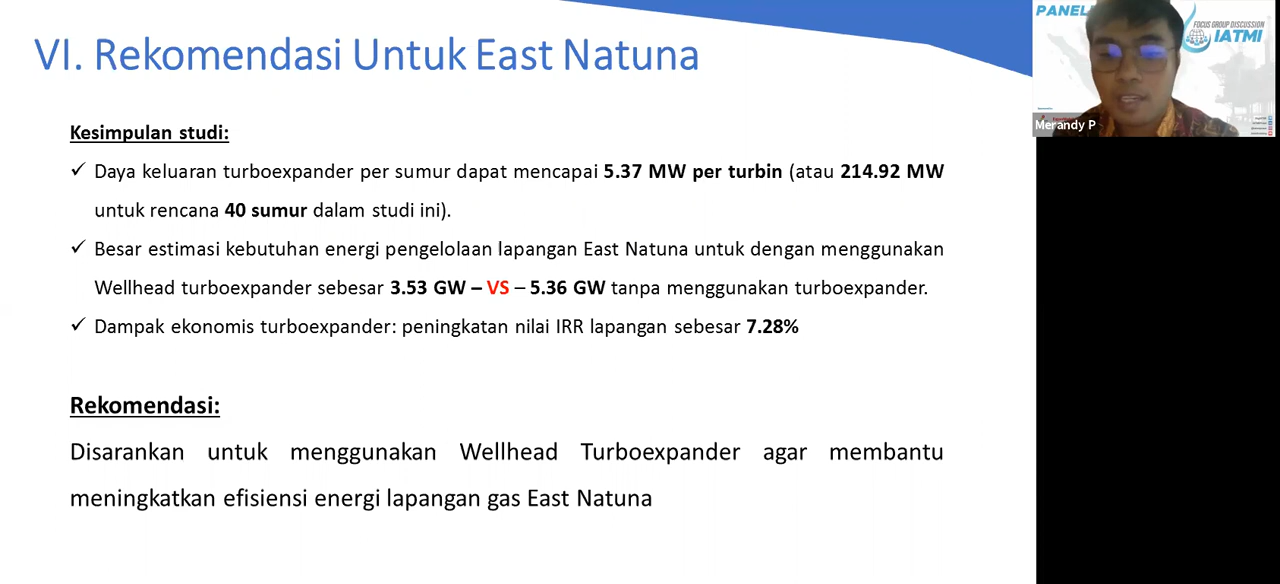 VI. Rekomendasi Untuk East Natuna
Kesimpulan studi:
✓ Daya keluaran turboexpander per sumur dapat mencapai 5.37 MW per turbin (atau 214.92 MW
untuk rencana 40 sumur dalam studi ini).
✓ Besar estimasi kebutuhan energi pengelolaan lapangan East Natuna untuk dengan menggunakan
Wellhead turboexpander sebesar 3.53 GW – VS – 5.36 GW tanpa menggunakan turboexpander.
✓ Dampak ekonomis turboexpander: peningkatan nilai IRR lapangan sebesar 7.28%
Rekomendasi:
Disarankan untuk menggunakan Wellhead Turboexpander agar membantu
meningkatkan efisiensi energi lapangan gas East Natuna
PANEL
FOCUS GROUP DISCUSSION
IATMI
Merandy P